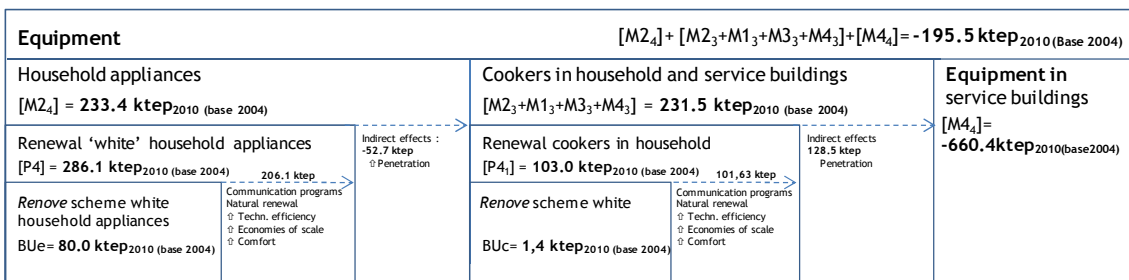 Equipment
[M2₄]+ [M2₃+M1₃+M3₃+M4₃]+[M4₄]= -195.5 ktep2010 (Base 2004)
Household appliances
[M2₄] = 233.4 ktep2010 (base 2004)
Renewal ‘white’ household appliances
[P4] = 286.1 ktep2010 (base 2004)
206.1 ktep
Renove scheme white
household appliances
BUe= 80.0 ktep2010 (base 2004)
Communication programs
Natural renewal
⇧ Techn. efficiency
⇧ Economies of scale
⇧ Comfort
Indirect effects :
-52.7 ktep
⇧ Penetration
Cookers in household and service buildings
[M2₃+M1₃+M3₃+M4₃] = 231.5 ktep2010 (base 2004)
Renewal cookers in household
[P4₁] = 103.0 ktep2010 (base 2004)
101,63 ktep
Renove scheme white
BUc= 1,4 ktep2010 (base 2004)
Communication programs
Natural renewal
⇧ Techn. efficiency
⇧ Economies of scale
⇧ Comfort
Indirect effects
128.5 ktep
Penetration
Equipment in
service buildings
[M4₄]=
-660.4ktep2010(base2004)